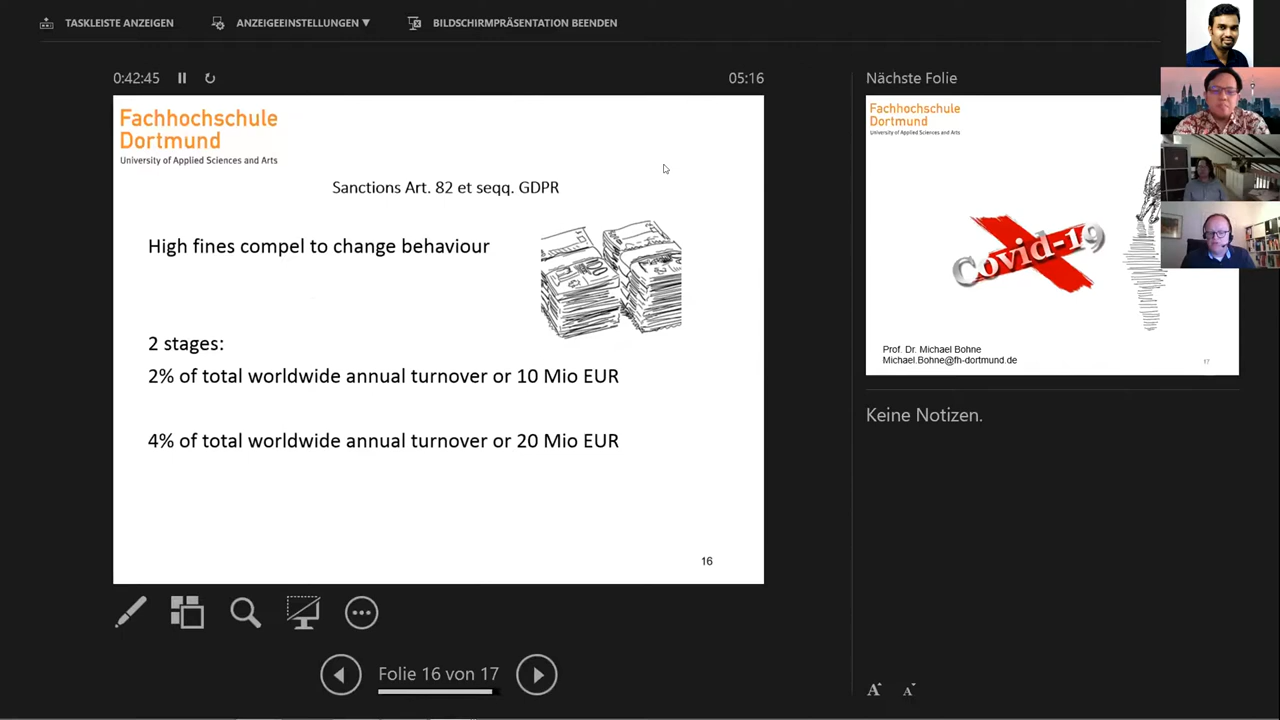 TASKLEISTE ANZEIGEN
ANZEIGEEINSTELLUNGEN ▼
BILDSCHIRMPRÄSENTATION BEENDEN
0:42:45
05:16
Fachhochschule
Dortmund
University of Applied Sciences and Arts
Sanctions Art. 82 et seqq. GDPR
High fines compel to change behaviour
2 stages:
2% of total worldwide annual turnover or 10 Mio EUR
4% of total worldwide annual turnover or 20 Mio EUR
16
Folie 16 von 17
Nächste Folie
Fachhochschule
Dortmund
University of Applied Sciences and Arts
Covid-19
Prof. Dr. Michael Bohne
Michael.Bohne@fh-dortmund.de
17
Keine Notizen.
A A